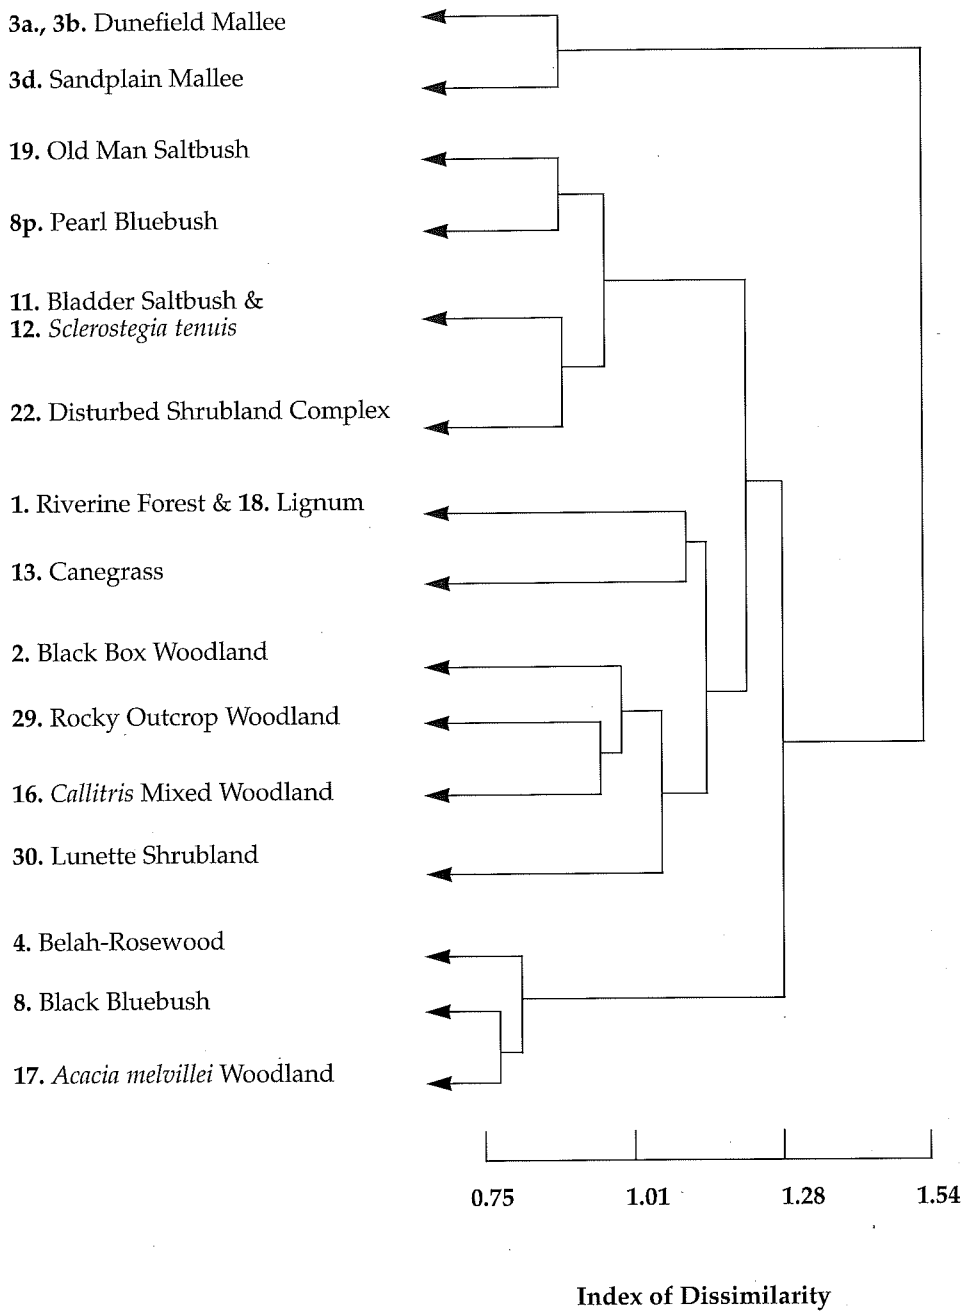 3a., 3b. Dunefield Mallee
3d. Sandplain Mallee
19. Old Man Saltbush
8p. Pearl Bluebush
11. Bladder Saltbush &
12. Sclerostegia tenuis
22. Disturbed Shrubland Complex
1. Riverine Forest & 18. Lignum
13. Canegrass
2. Black Box Woodland
29. Rocky Outcrop Woodland
16. Callitris Mixed Woodland
30. Lunette Shrubland
4. Belah-Rosewood
8. Black Bluebush
17. Acacia melvillei Woodland
0.75 1.01 1.28 1.54
Index of Dissimilarity